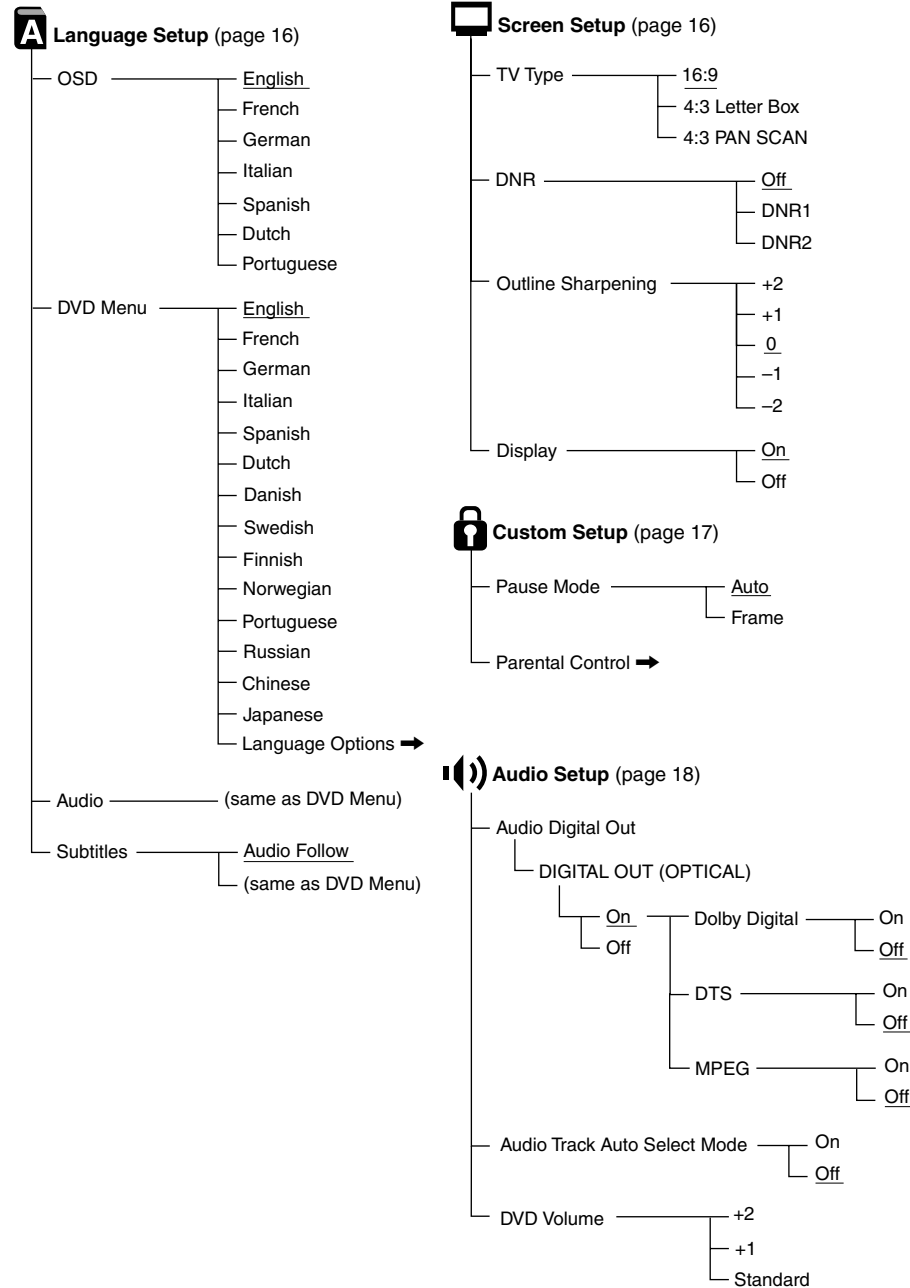 A Language Setup (page 16)
OSD
English
French
German
Italian
Spanish
Dutch
Portuguese
DVD Menu
English
French
German
Italian
Spanish
Dutch
Danish
Swedish
Finnish
Norwegian
Portuguese
Russian
Chinese
Japanese
Language Options ➡
Audio
(same as DVD Menu)
Subtitles
Audio Follow
(same as DVD Menu)
Screen Setup (page 16)
TV Type
16:9
4:3 Letter Box
4:3 PAN SCAN
DNR
Off
DNR1
DNR2
Outline Sharpening
+2
+1
0
–1
–2
Display
On
Off
Custom Setup (page 17)
Pause Mode
Auto
Frame
Parental Control ➡
Audio Setup (page 18)
Audio Digital Out
DIGITAL OUT (OPTICAL)
On
Off
Dolby Digital
On
Off
DTS
On
Off
MPEG
On
Off
Audio Track Auto Select Mode
On
Off
DVD Volume
+2
+1
Standard